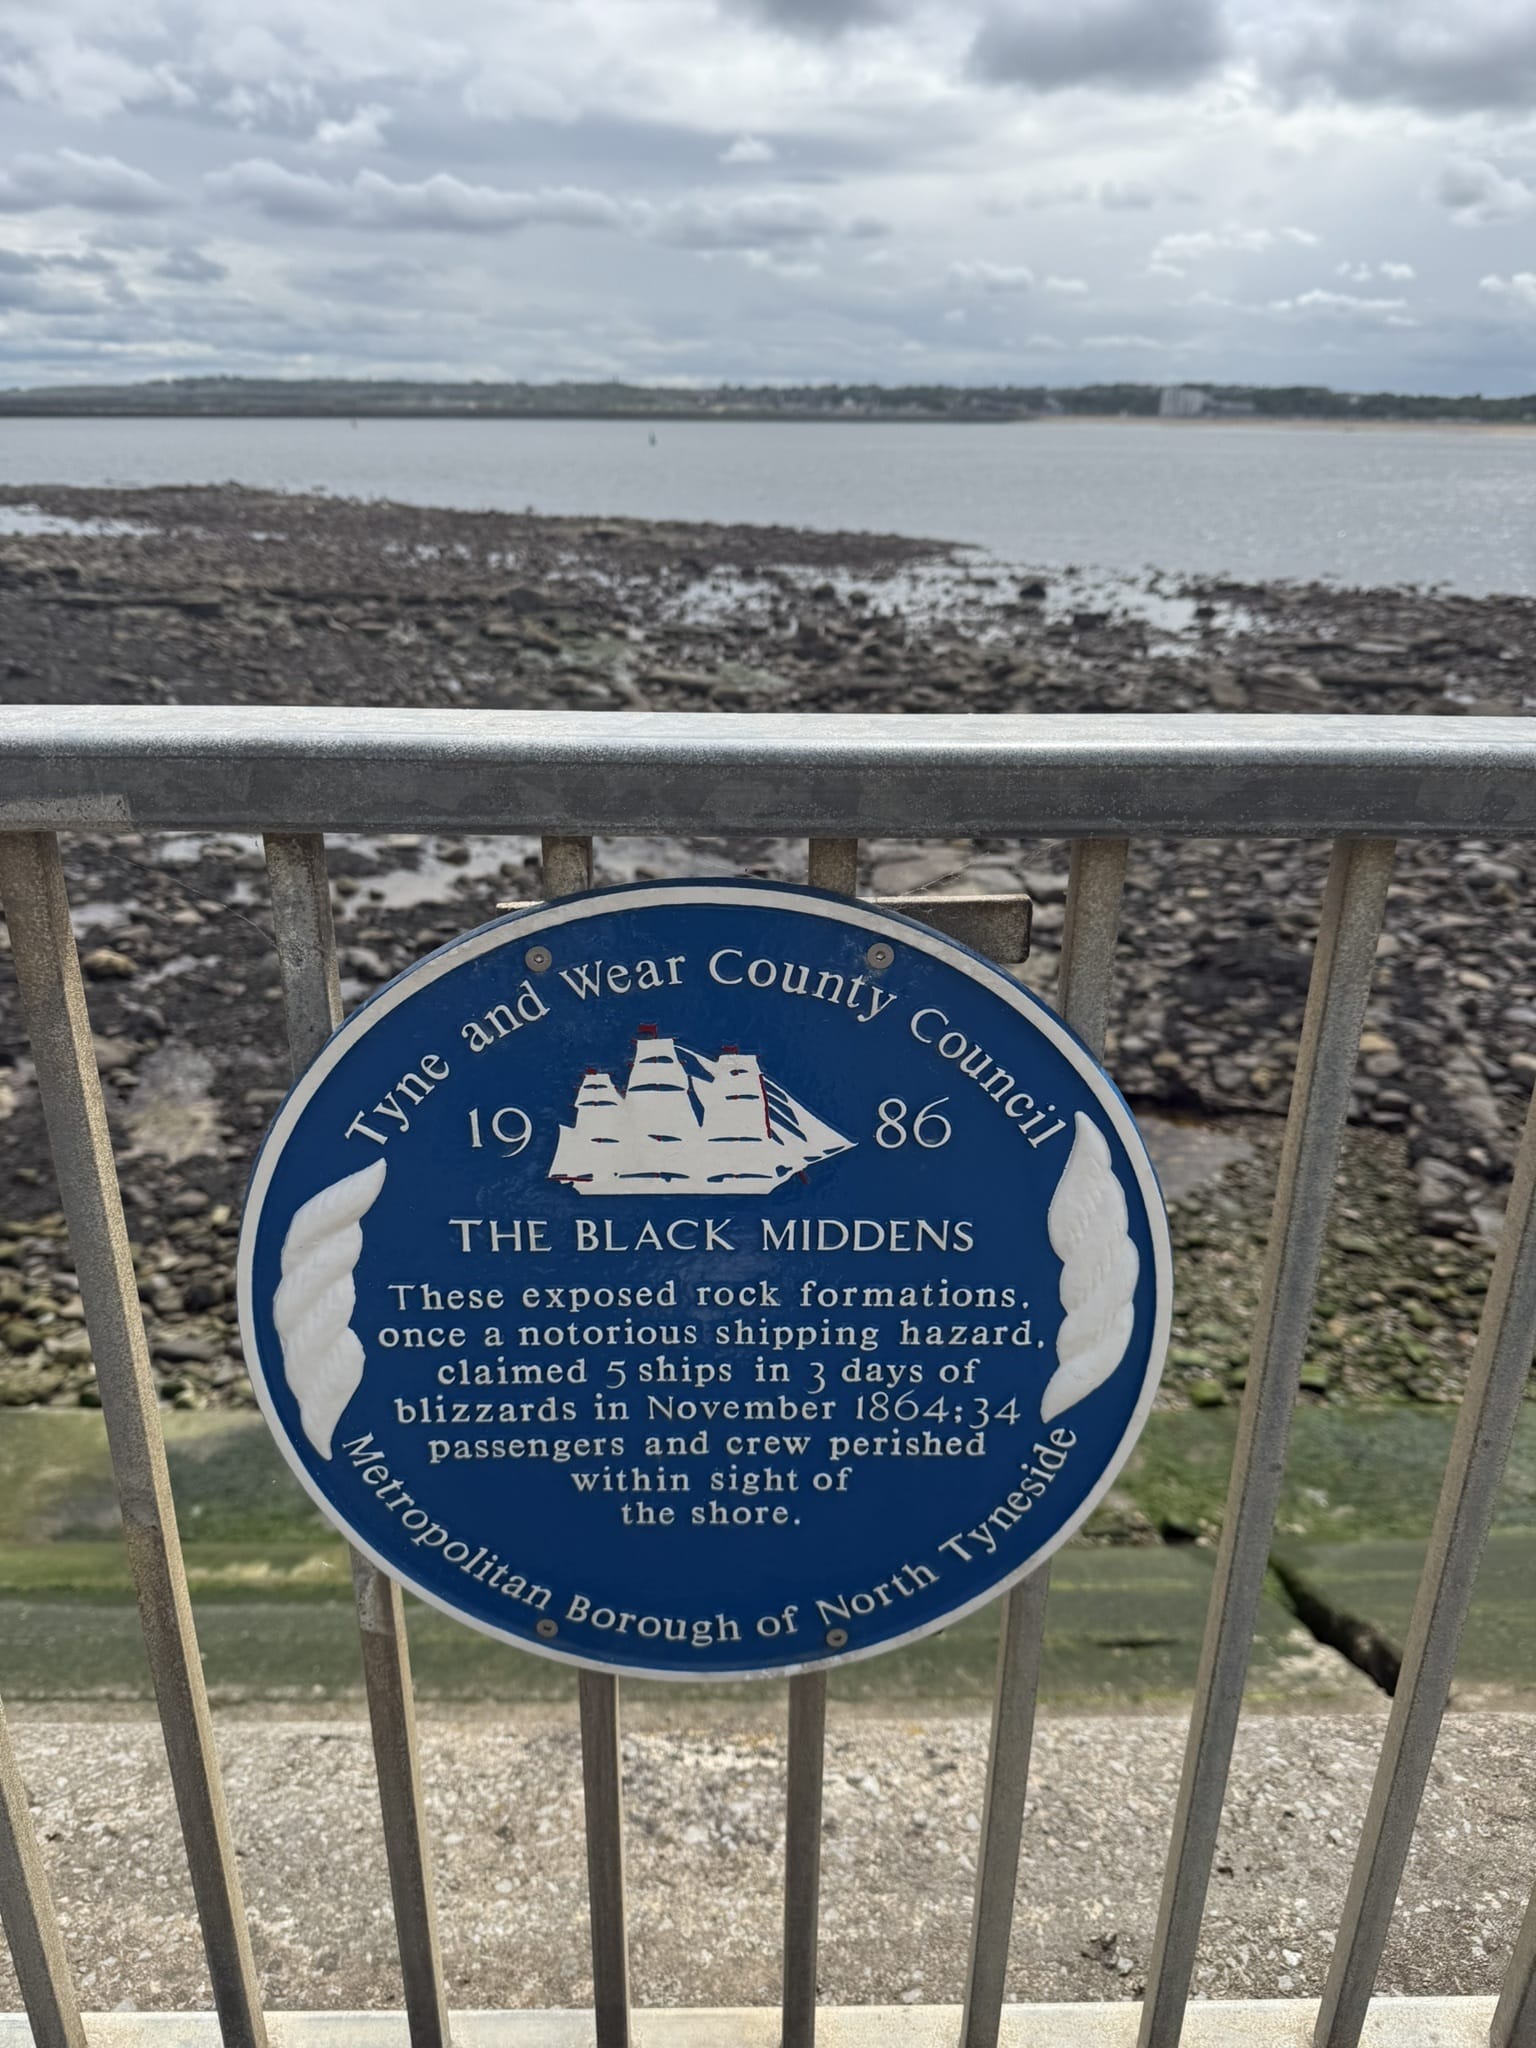 Tyne and Wear County Council
1986
THE BLACK MIDDENS
These exposed rock formations,
once a notorious shipping hazard,
claimed 5 ships in 3 days of
blizzards in November 1864; 34
passengers and crew perished
within sight of
the shore.
Metropolitan Borough of North Tyneside